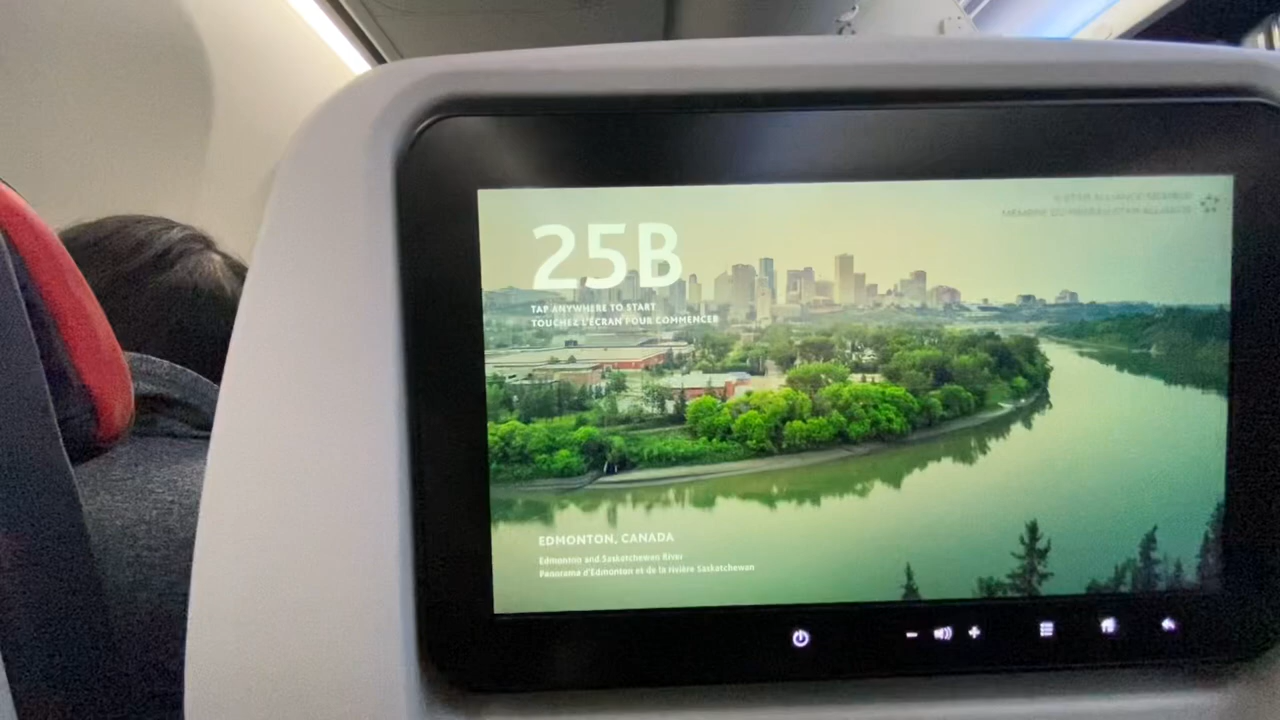 25B
TAP ANYWHERE TO START
TOUCHEZ L'ÉCRAN POUR COMMENCER
EDMONTON, CANADA
Edmonton and Saskatchewan River
Panorama d'Edmonton et de la rivière Saskatchewan